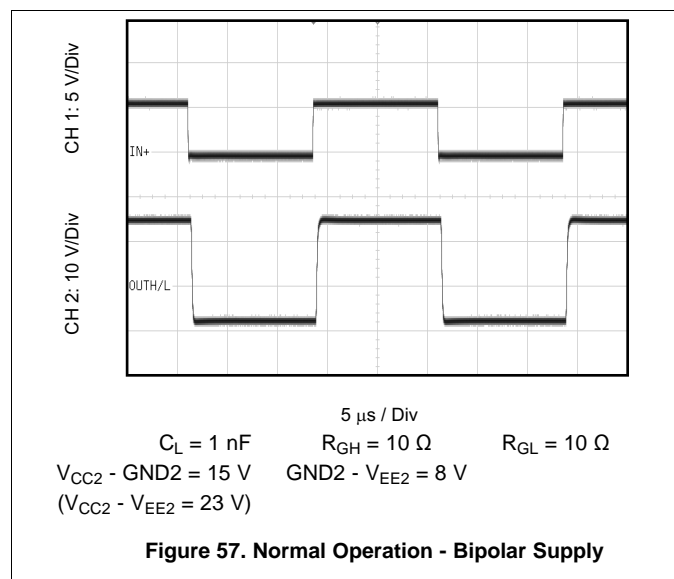 CH 1: 5 V/Div
IN+
CH 2: 10 V/Div
OUTH/L
5 μs / Div
C_L = 1 nF R_GH = 10 Ω R_GL = 10 Ω
V_CC2 - GND2 = 15 V GND2 - V_EE2 = 8 V
(V_CC2 - V_EE2 = 23 V)
Figure 57. Normal Operation - Bipolar Supply